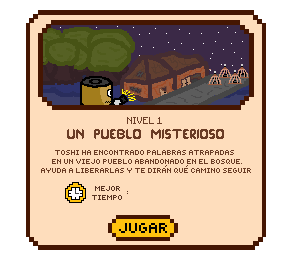 NIVEL 1
UN PUEBLO MISTERIOSO
TOSHI HA ENCONTRADO PALABRAS ATRAPADAS
EN UN VIEJO PUEBLO ABANDONADO EN EL BOSQUE.
AYUDA A LIBERARLAS Y TE DIRÁN QUÉ CAMINO SEGUIR
MEJOR :
TIEMPO
JUGAR